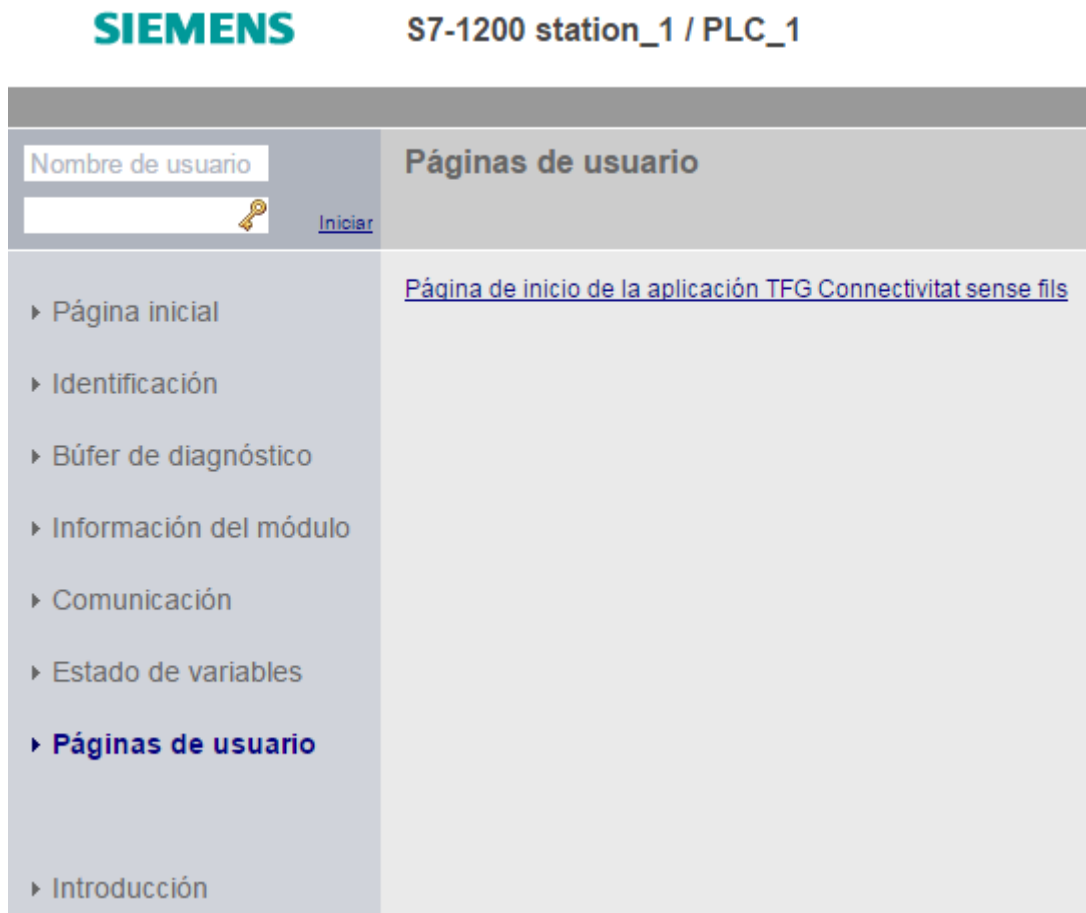 SIEMENS
S7-1200 station_1 / PLC_1
Nombre de usuario
Iniciar
Páginas de usuario
Página inicial
Identificación
Búfer de diagnóstico
Información del módulo
Comunicación
Estado de variables
Páginas de usuario
Introducción
Página de inicio de la aplicación TFG Connectivitat sense fils